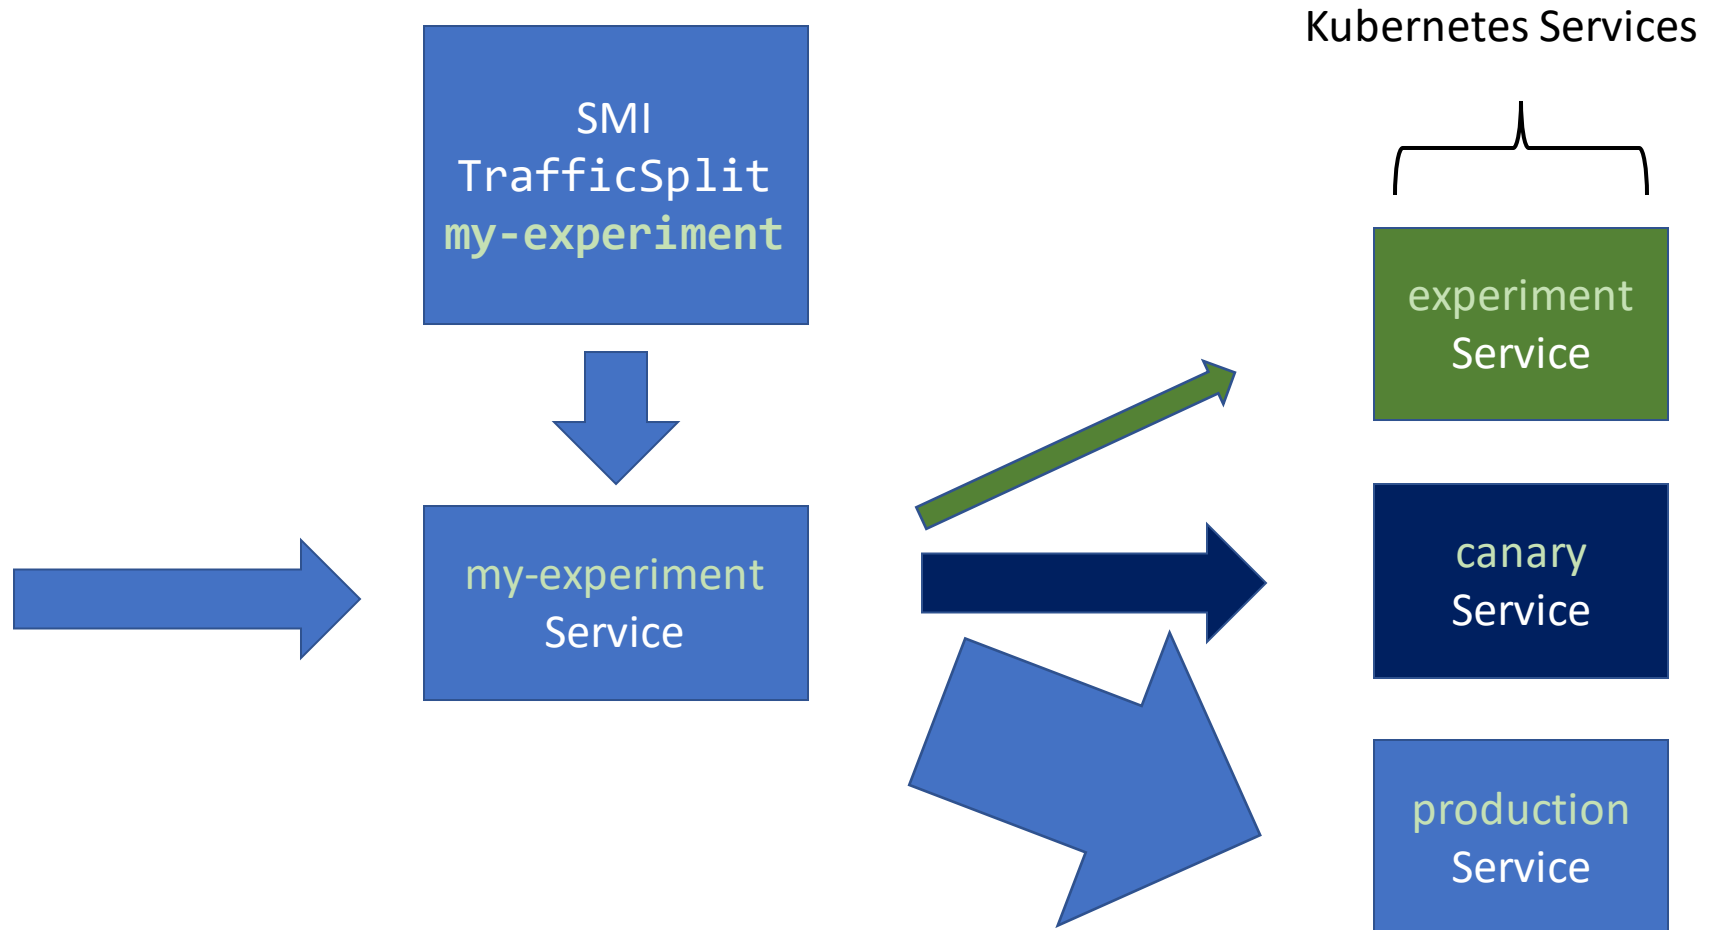 Kubernetes Services
SMI
TrafficSplit
my-experiment
experiment
Service
my-experiment
Service
canary
Service
production
Service